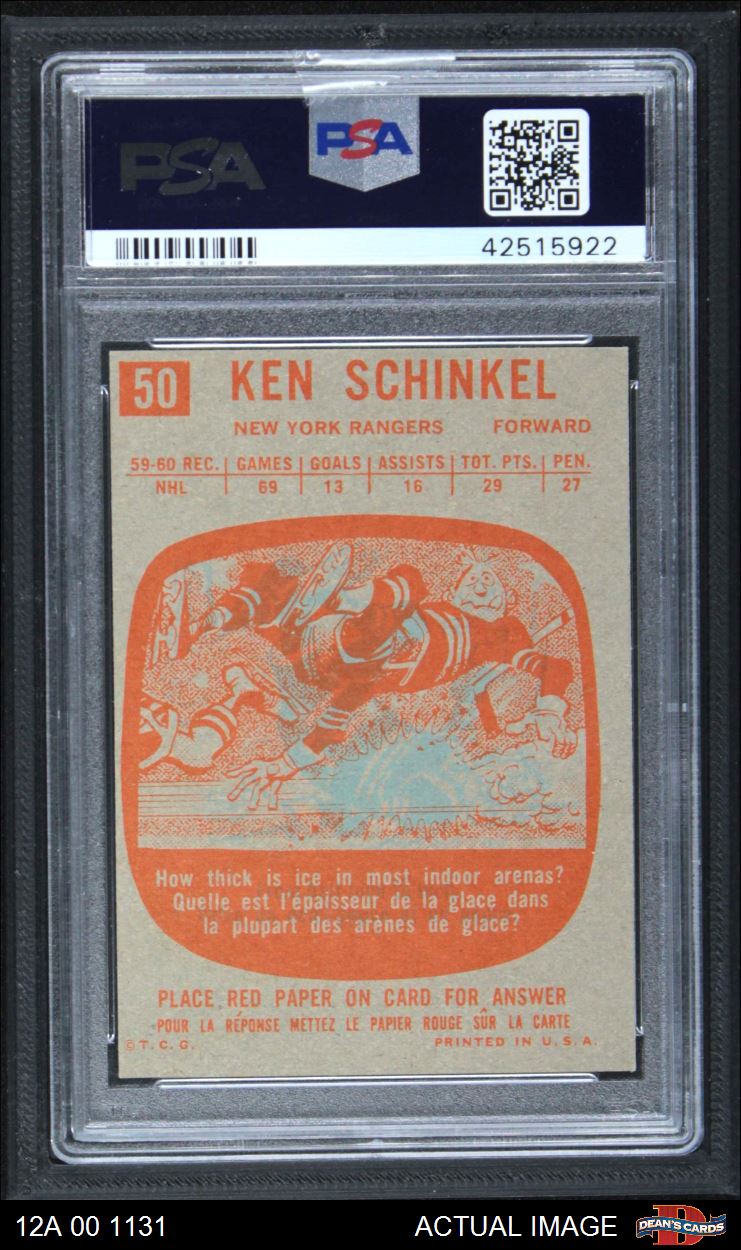 PSA
PSA
42515922
50 KEN SCHINKEL
NEW YORK RANGERS FORWARD
59-60 REC. GAMES GOALS ASSISTS TOT. PTS. PEN.
NHL 69 13 16 29 27
How thick is ice in most indoor arenas?
Quelle est l'épaisseur de la glace dans
la plupart des arènes de glace?
PLACE RED PAPER ON CARD FOR ANSWER
POUR LA RÉPONSE METTEZ LE PAPIER ROUGE SÛR LA CARTE
©T.C.G. PRINTED IN U.S.A.
12A 00 1131 ACTUAL IMAGE DEAN'S CARDS